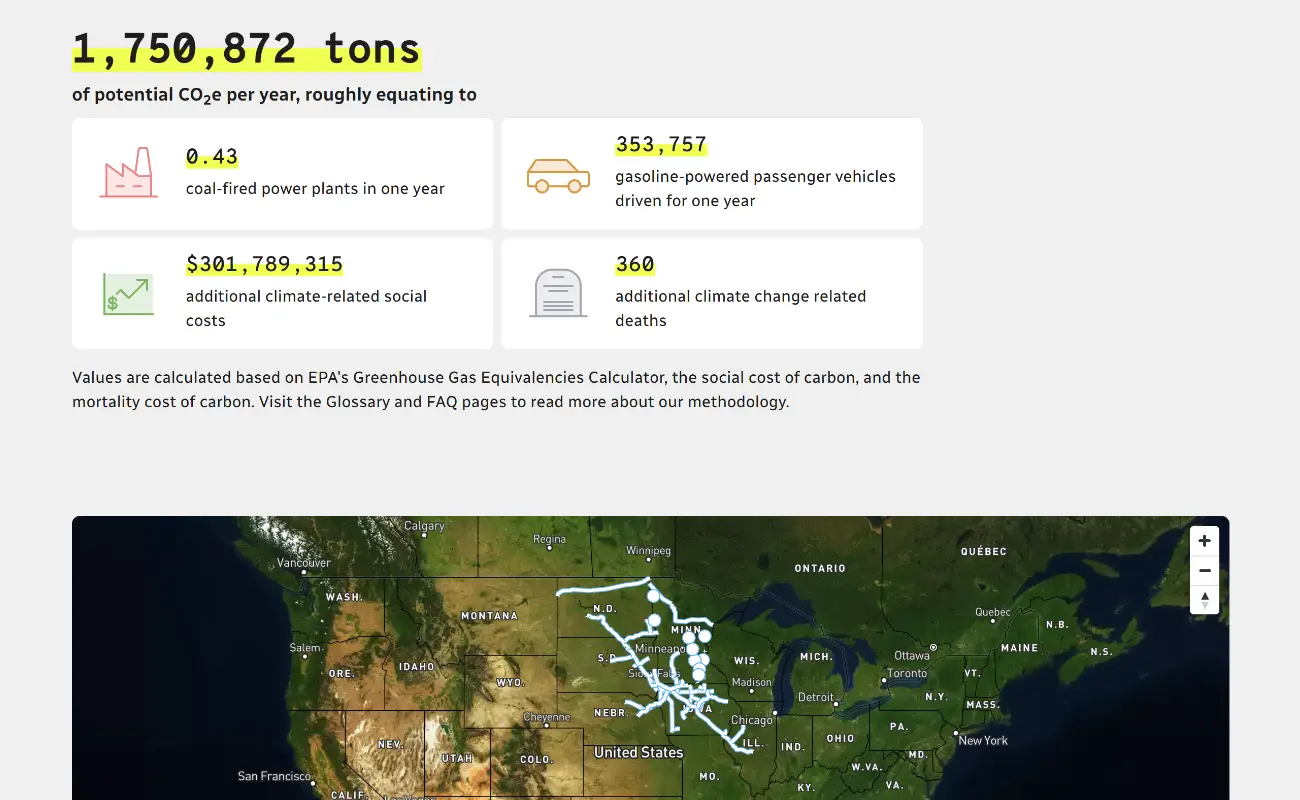 1,750,872 tons
of potential CO₂e per year, roughly equating to
0.43
coal-fired power plants in one year
353,757
gasoline-powered passenger vehicles
driven for one year
$301,789,315
additional climate-related social
costs
360
additional climate change related
deaths
Values are calculated based on EPA's Greenhouse Gas Equivalencies Calculator, the social cost of carbon, and the
mortality cost of carbon. Visit the Glossary and FAQ pages to read more about our methodology.
Calgary
Regina
Winnipeg
Vancouver
ONTARIO
QUÉBEC
WASH.
MONTANA
N.D.
MINN.
Quebec
N.B.
Salem
ORE.
IDAHO
S.D.
WIS.
MICH.
Ottawa
MAINE
N.S.
WYO.
Sioux Falls
Madison
Toronto
VT.
NEBR.
Detroit
N.Y.
MASS.
Cheyenne
Chicago
NEV.
UTAH
COLO.
United States
ILL.
IND.
OHIO
PA.
New York
San Francisco
MO.
W.VA.
MD.
CALIF.
KY.
VA.